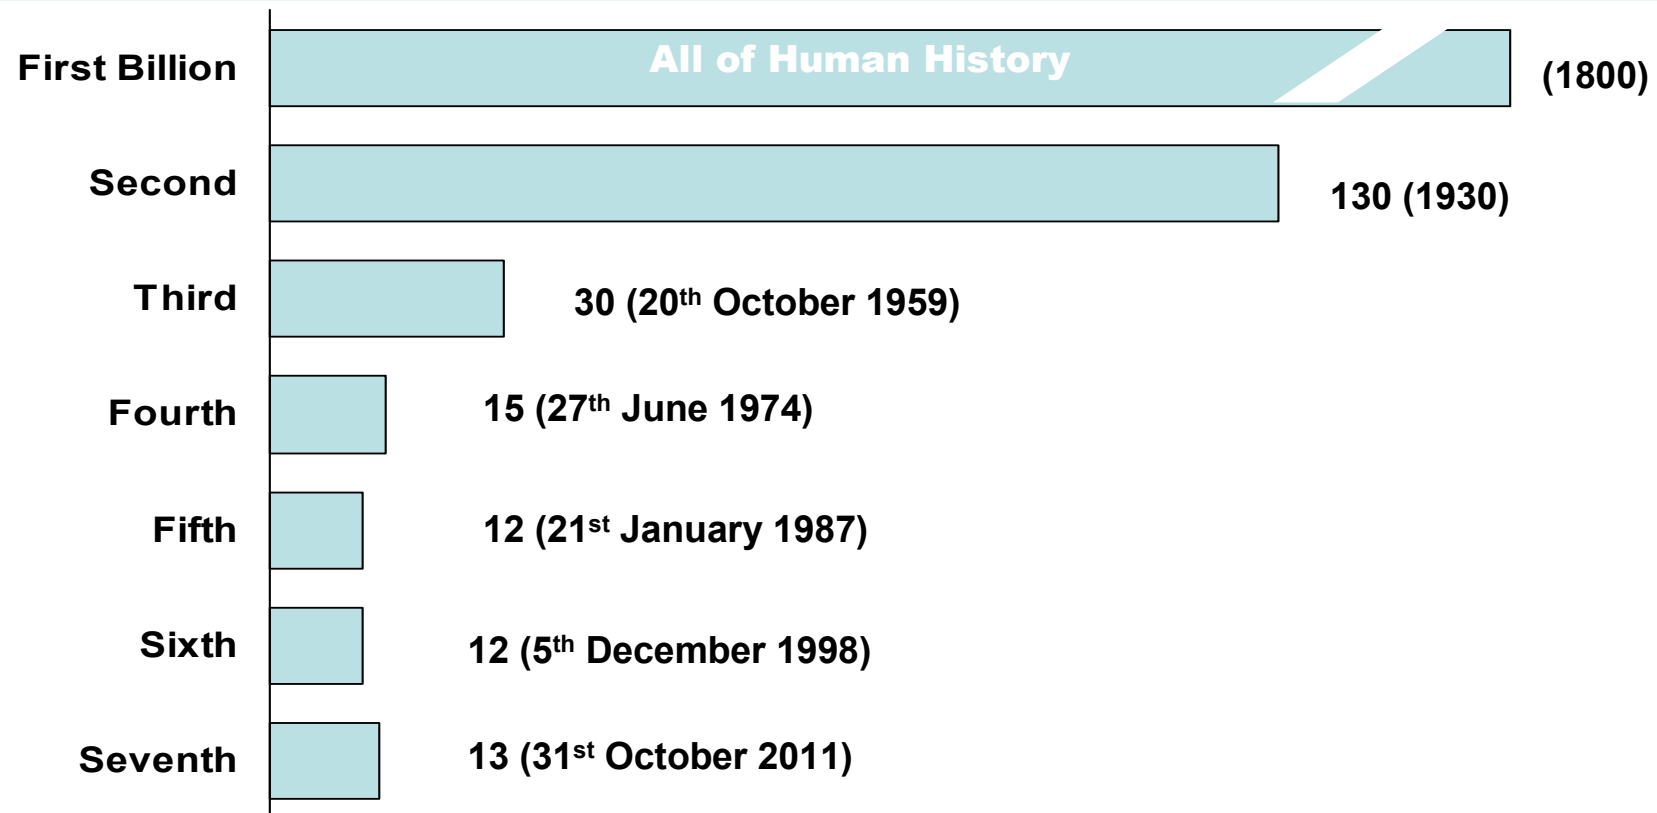 First Billion All of Human History (1800)
Second 130 (1930)
Third 30 (20th October 1959)
Fourth 15 (27th June 1974)
Fifth 12 (21st January 1987)
Sixth 12 (5th December 1998)
Seventh 13 (31st October 2011)